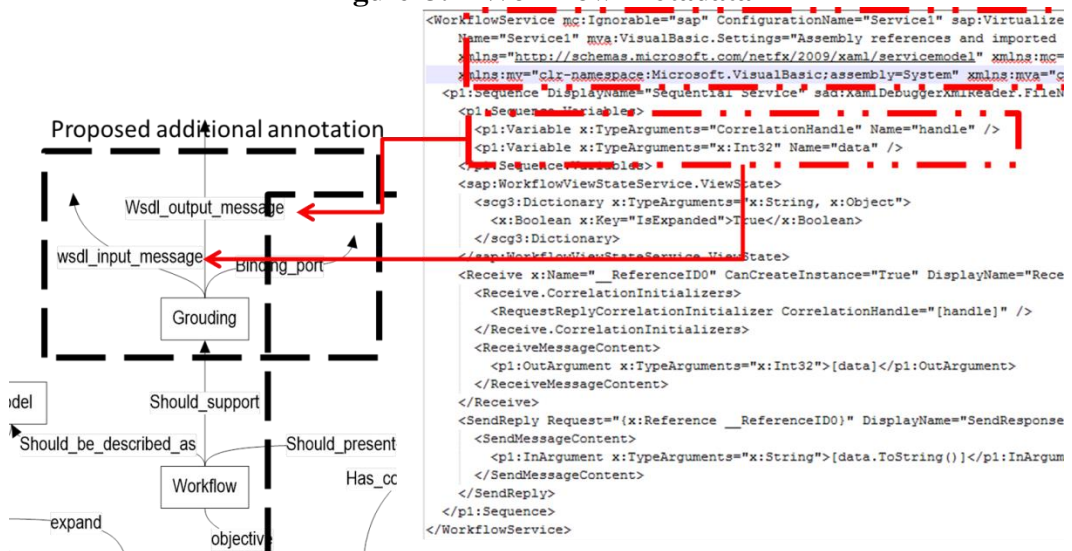 <WorkflowService mc:Ignorable="sap" ConfigurationName="Service1" sap:Virtualize
Name="Service1" mva:VisualBasic.Settings="Assembly references and imported
xmlns="http://schemas.microsoft.com/netfx/2009/xaml/servicemodel" xmlns:mc=
xmlns:mv="clr-namespace:Microsoft.VisualBasic;assembly=System" xmlns:mva="c
<p1:Sequence DisplayName="Sequential Service" sad:XamlDebuggerXmlReader.FileN
<p1:Sequence.Variables>
<p1:Variable x:TypeArguments="CorrelationHandle" Name="handle" />
<p1:Variable x:TypeArguments="x:Int32" Name="data" />
</p1:Sequence.Variables>
<sap:WorkflowViewStateService.ViewState>
<scg3:Dictionary x:TypeArguments="x:String, x:Object">
<x:Boolean x:Key="IsExpanded">True</x:Boolean>
</scg3:Dictionary>
</sap:WorkflowViewStateService.ViewState>
<Receive x:Name="__ReferenceID0" CanCreateInstance="True" DisplayName="Rece
<Receive.CorrelationInitializers>
<RequestReplyCorrelationInitializer CorrelationHandle="[handle]" />
</Receive.CorrelationInitializers>
<ReceiveMessageContent>
<p1:OutArgument x:TypeArguments="x:Int32">[data]</p1:OutArgument>
</ReceiveMessageContent>
</Receive>
<SendReply Request="{x:Reference __ReferenceID0}" DisplayName="SendResponse
<SendMessageContent>
<p1:InArgument x:TypeArguments="x:String">[data.ToString()]</p1:InArgum
</SendMessageContent>
</SendReply>
</p1:Sequence>
</WorkflowService>
Proposed additional annotation
Wsdl_output_message
wsdl_input_message
Binding_port
Grouding
Should_support
odel
Should_be_described_as
Should_present
Workflow
Has_co
expand
objective